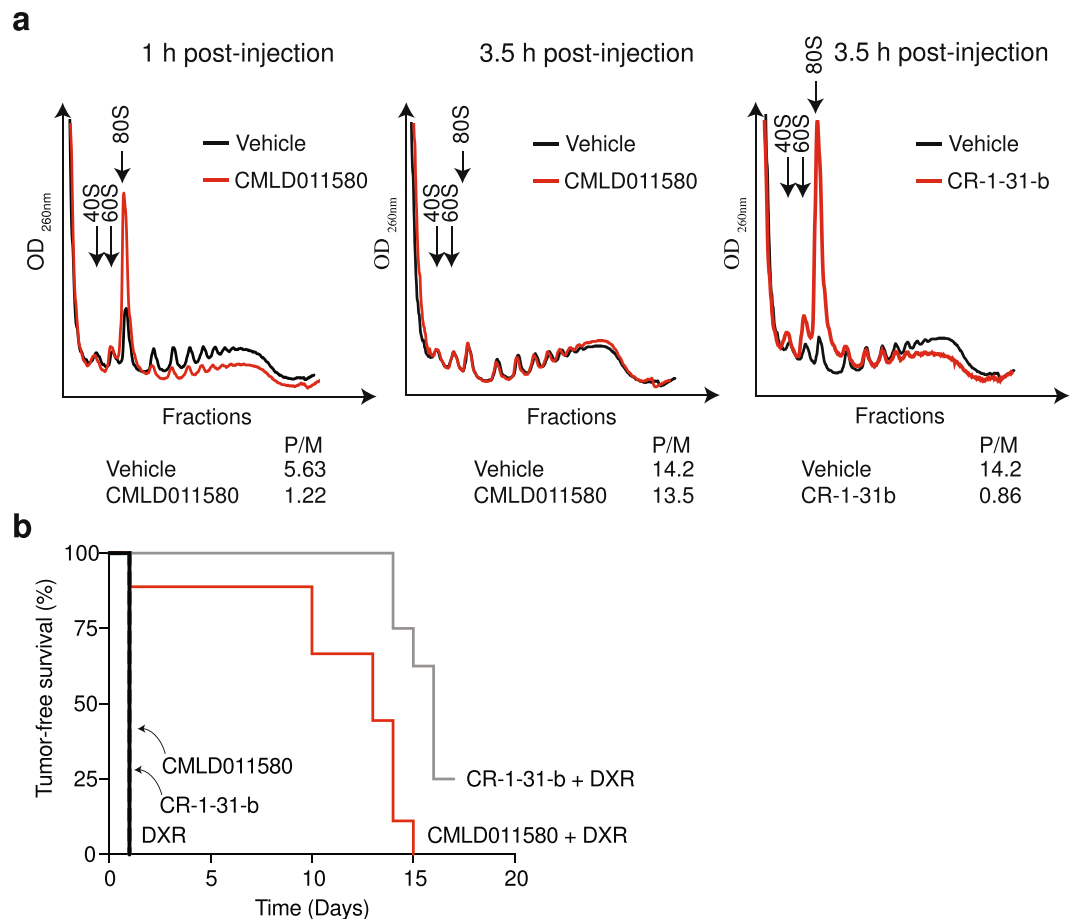 a
1 h post-injection
3.5 h post-injection
3.5 h post-injection
40S
60S
80S
Vehicle
CMLD011580
OD 260nm
Fractions
P/M
Vehicle 5.63
CMLD011580 1.22
40S
60S
80S
Vehicle
CMLD011580
OD 260nm
Fractions
P/M
Vehicle 14.2
CMLD011580 13.5
40S
60S
80S
Vehicle
CR-1-31-b
OD 260nm
Fractions
P/M
Vehicle 14.2
CR-1-31b 0.86
b
Tumor-free survival (%)
100
75
50
25
0
CMLD011580
CR-1-31-b
DXR
CR-1-31-b + DXR
CMLD011580 + DXR
0 5 10 15 20
Time (Days)